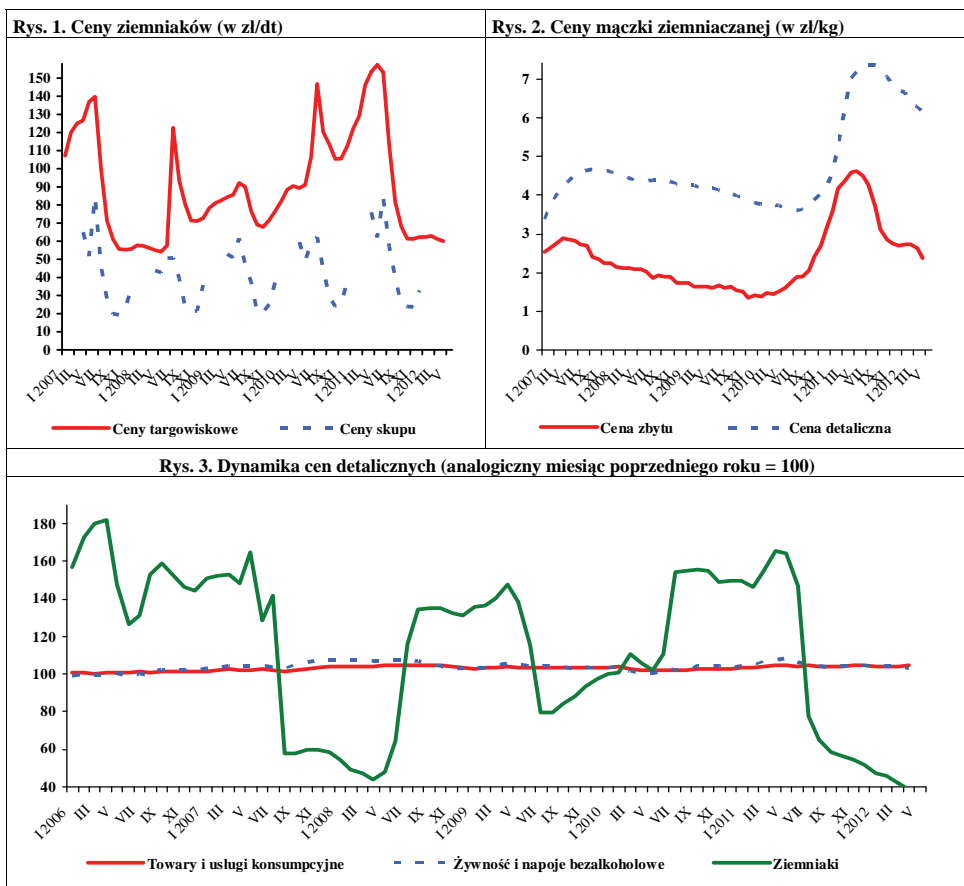 Rys. 1. Ceny ziemniaków (w zł/dt)
150
140
130
120
110
100
90
80
70
60
50
40
30
20
10
0
I 2007
III
V
VII
IX
XI
I 2008
III
V
VII
IX
XI
I 2009
III
V
VII
IX
XI
I 2010
III
V
VII
IX
XI
I 2011
III
V
VII
IX
XI
I 2012
III
V
Ceny targowiskowe
Ceny skupu
Rys. 2. Ceny mączki ziemniaczanej (w zł/kg)
7
6
5
4
3
2
1
0
I 2007
III
V
VII
IX
XI
I 2008
III
V
VII
IX
XI
I 2009
III
V
VII
IX
XI
I 2010
III
V
VII
IX
XI
I 2011
III
V
VII
IX
XI
I 2012
III
V
Cena zbytu
Cena detaliczna
Rys. 3. Dynamika cen detalicznych (analogiczny miesiąc poprzedniego roku = 100)
180
160
140
120
100
80
60
40
I 2006
III
V
VII
IX
XI
I 2007
III
V
VII
IX
XI
I 2008
III
V
VII
IX
XI
I 2009
III
V
VII
IX
XI
I 2010
III
V
VII
IX
XI
I 2011
III
V
VII
IX
XI
I 2012
III
V
Towary i usługi konsumpcyjne
Żywność i napoje bezalkoholowe
Ziemniaki